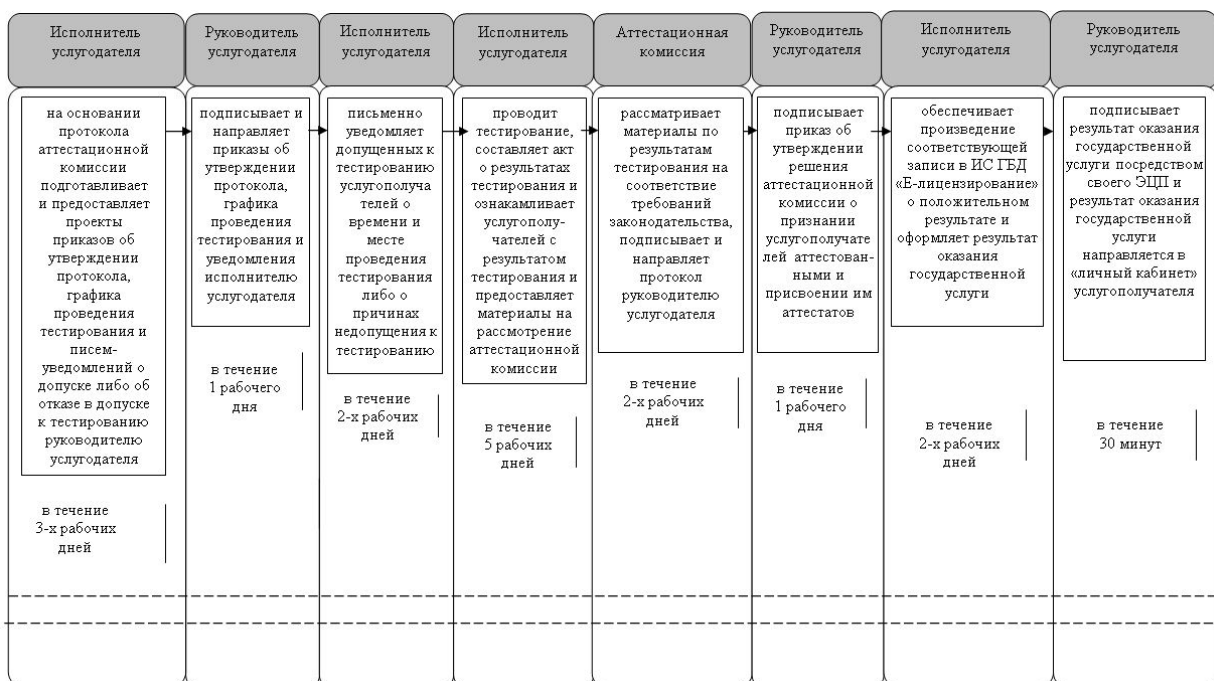 Исполнитель
услугодателя
Руководитель
услугодателя
Исполнитель
услугодателя
Исполнитель
услугодателя
Аттестационная
комиссия
Руководитель
услугодателя
Исполнитель
услугодателя
Руководитель
услугодателя
на основании
протокола
аттестационной
комиссии
подготавливает
и предоставляет
проекты
приказов об
утверждении
протокола,
графика
проведения
тестирования и
писем-
уведомлений о
допуске либо об
отказе в допуске
к тестированию
руководителю
услугодателя
в течение
3-х рабочих
дней
подписывает и
направляет
приказы об
утверждении
протокола,
графика
проведения
тестирования и
уведомления
исполнителю
услугодателя
в течение
1 рабочего
дня
письменно
уведомляет
допущенных к
тестированию
услугополуча
телей о
времени и
месте
проведения
тестирования
либо о
причинах
недопущения к
тестированию
в течение
2-х рабочих
дней
проводит
тестирование,
составляет акт
о результатах
тестирования и
ознакамливает
услугополу-
чателей с
результатом
тестирования и
предоставляет
материалы на
рассмотрение
аттестационной
комиссии
в течение
5 рабочих
дней
рассматривает
материалы по
результатам
тестирования на
соответствие
требований
законодательства,
подписывает и
направляет
протокол
руководителю
услугодателя
в течение
2-х рабочих
дней
подписывает
приказ об
утверждении
решения
аттестационной
комиссии о
признании
услугополучате
лей аттестован-
ными и
присвоении им
аттестатов
в течение
1 рабочего
дня
обеспечивает
произведение
соответствующей
записи в ИС ГБД
«Е-лицензирование»
о положительном
результате и
оформляет результат
оказания
государственной
услуги
в течение
2-х рабочих
дней
подписывает
результат оказания
государственной
услуги посредством
своего ЭЦП и
результат оказания
государственной
услуги
направляется в
«личный кабинет»
услугополучателя
в течение
30 минут